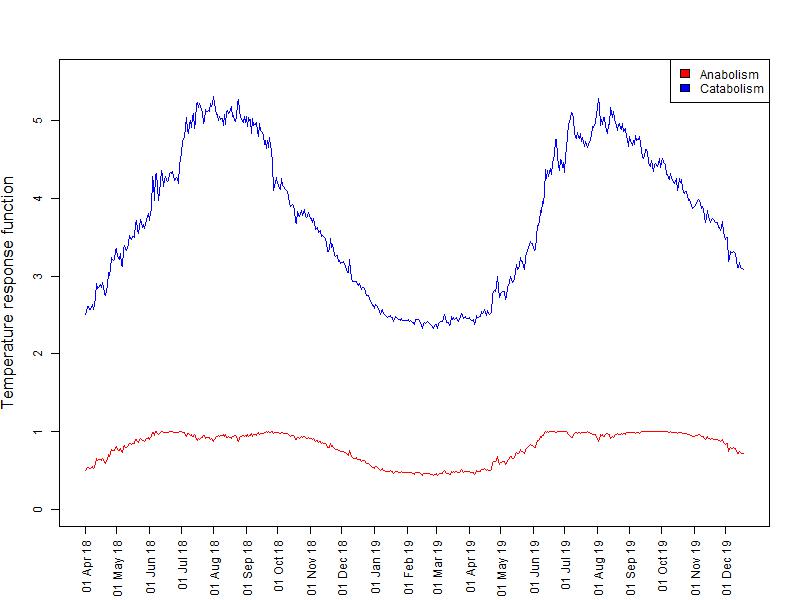 Anabolism
Catabolism
Temperature response function
5
4
3
2
1
0
01 Apr 18
01 May 18
01 Jun 18
01 Jul 18
01 Aug 18
01 Sep 18
01 Oct 18
01 Nov 18
01 Dec 18
01 Jan 19
01 Feb 19
01 Mar 19
01 Apr 19
01 May 19
01 Jun 19
01 Jul 19
01 Aug 19
01 Sep 19
01 Oct 19
01 Nov 19
01 Dec 19